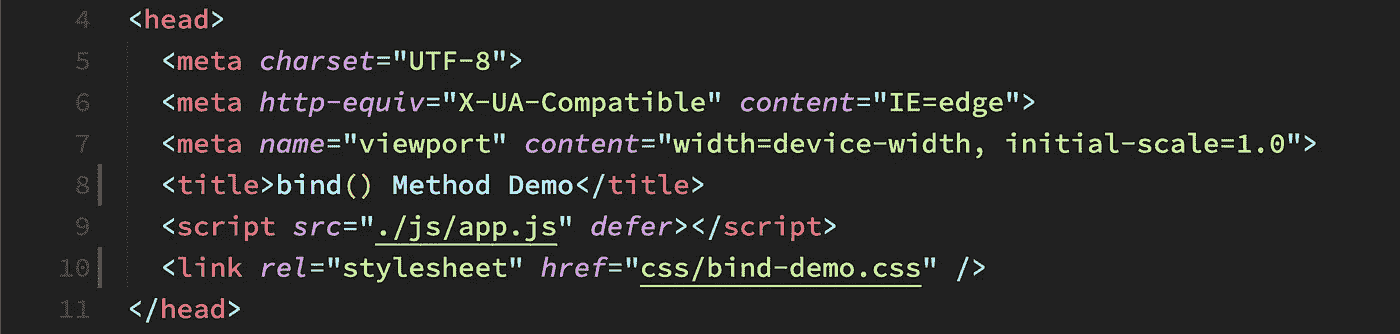 4 <head>
5 <meta charset="UTF-8">
6 <meta http-equiv="X-UA-Compatible" content="IE=edge">
7 <meta name="viewport" content="width=device-width, initial-scale=1.0">
8 <title>bind() Method Demo</title>
9 <script src="./js/app.js" defer></script>
10 <link rel="stylesheet" href="css/bind-demo.css" />
11 </head>